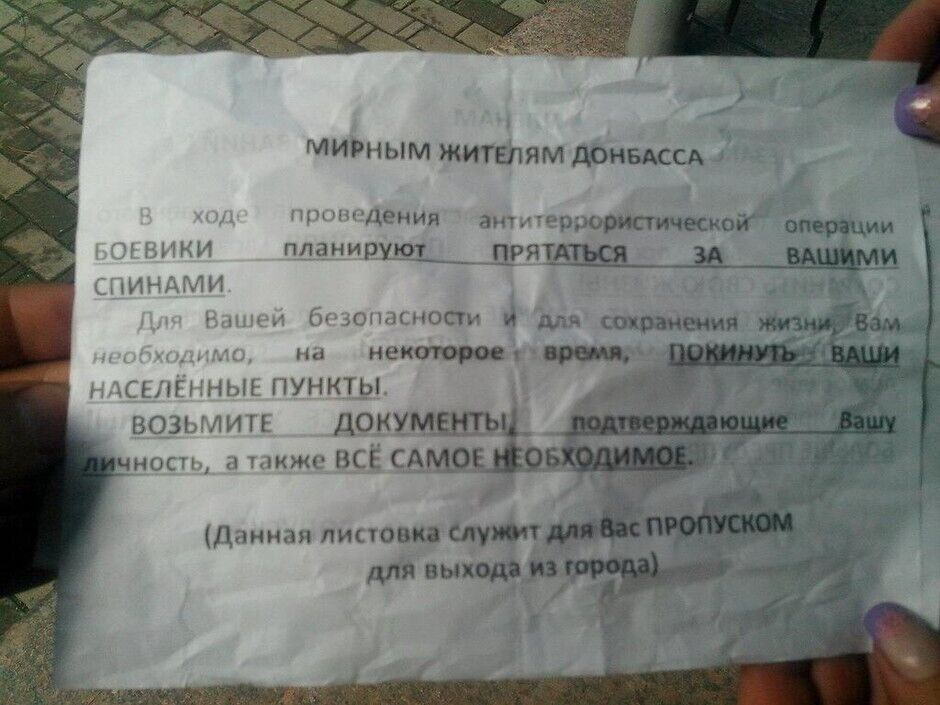 МИРНЫМ ЖИТЕЛЯМ ДОНБАССА
В ходе проведения антитеррористической операции
БОЕВИКИ планируют ПРЯТАТЬСЯ ЗА ВАШИМИ
СПИНАМИ.
Для Вашей безопасности и для сохранения жизни, Вам
необходимо, на некоторое время, ПОКИНУТЬ ВАШИ
НАСЕЛЁННЫЕ ПУНКТЫ.
ВОЗЬМИТЕ ДОКУМЕНТЫ, подтверждающие Вашу
личность, а также ВСЁ САМОЕ НЕОБХОДИМОЕ.
(Данная листовка служит для Вас ПРОПУСКОМ
для выхода из города)